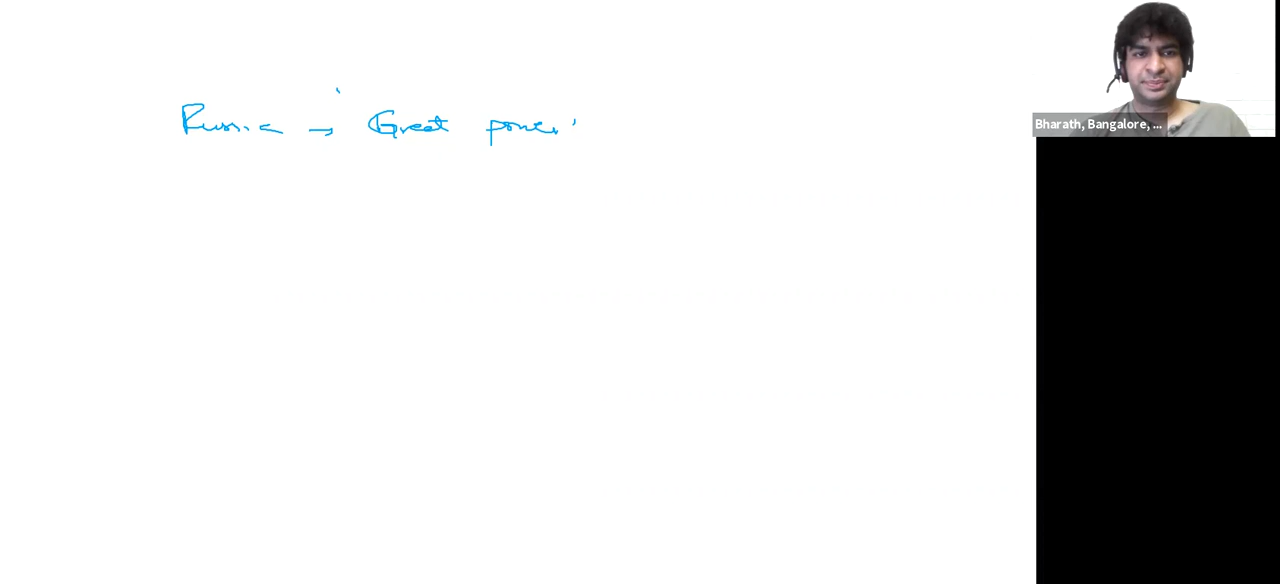 Russia → 'Great power'
Bharath, Bangalore, ...